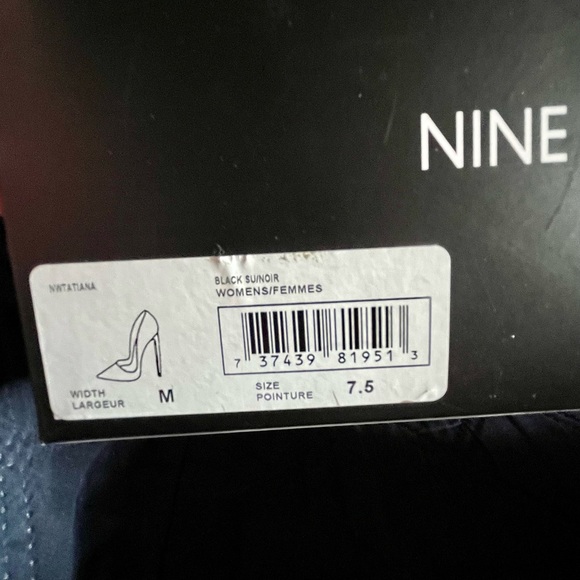 NINE
NWTATIANA
BLACK SU/NOIR
WOMENS/FEMMES
7 37439 81951 3
WIDTH
LARGEUR
M
SIZE
POINTURE
7.5